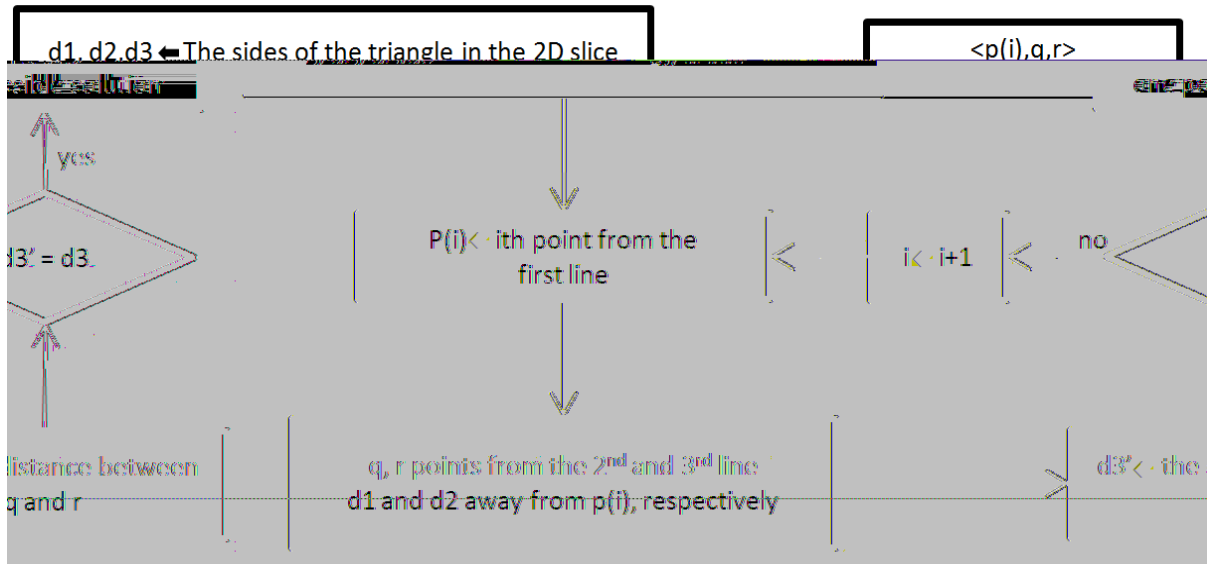 d1, d2,d3 ← The sides of the triangle in the 2D slice
<p(i),q,r>
solution
yes
d3' = d3
P(i)← ith point from the
first line
i← i+1
no
distance between
q and r
q, r points from the 2nd and 3rd line
d1 and d2 away from p(i), respectively
d3'← the